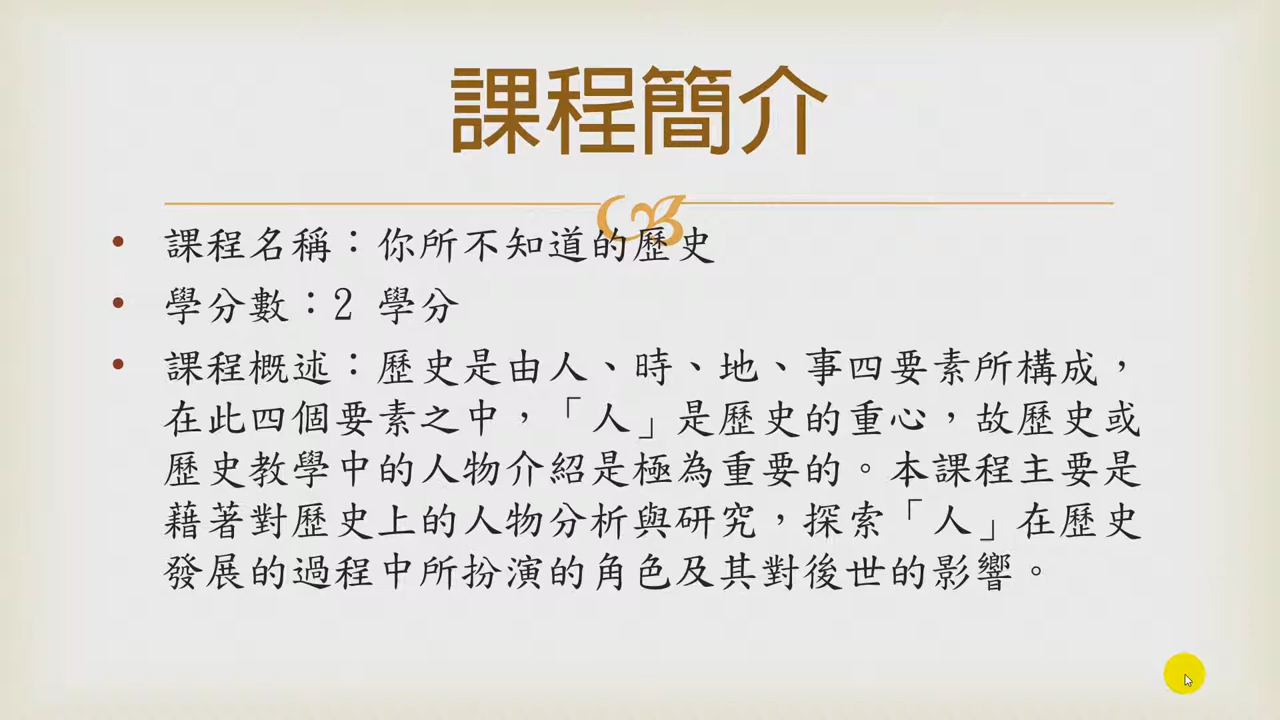 課程簡介
• 課程名稱：你所不知道的歷史
• 學分數：2 學分
• 課程概述：歷史是由人、時、地、事四要素所構成，
在此四個要素之中，「人」是歷史的重心，故歷史或
歷史教學中的人物介紹是極為重要的。本課程主要是
藉著對歷史上的人物分析與研究，探索「人」在歷史
發展的過程中所扮演的角色及其對後世的影響。